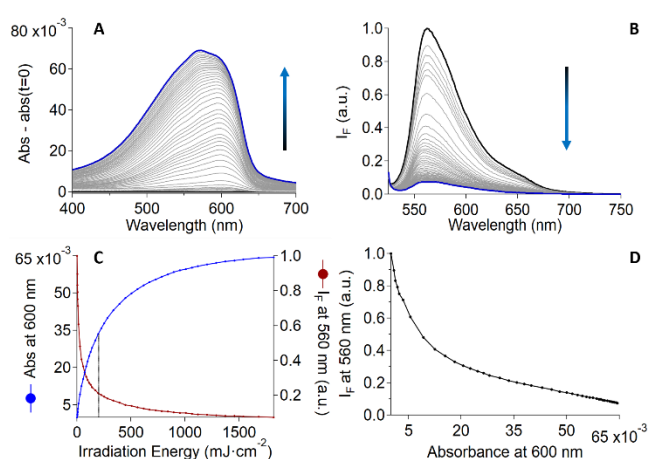 A
80 x10⁻³
60
40
20
0
Abs - abs(t=0)
400 500 600 700
Wavelength (nm)
B
1.0
0.8
0.6
0.4
0.2
0.0
I_F (a.u.)
550 600 650 700 750
Wavelength (nm)
C
65 x10⁻³
50
35
20
5
Abs at 600 nm
1.0
0.8
0.6
0.4
0.2
I_F at 560 nm (a.u.)
0 500 1000 1500
Irradiation Energy (mJ·cm⁻²)
D
1.0
0.8
0.6
0.4
0.2
0.0
I_F at 560 nm (a.u.)
5 20 35 50 65 x10⁻³
Absorbance at 600 nm